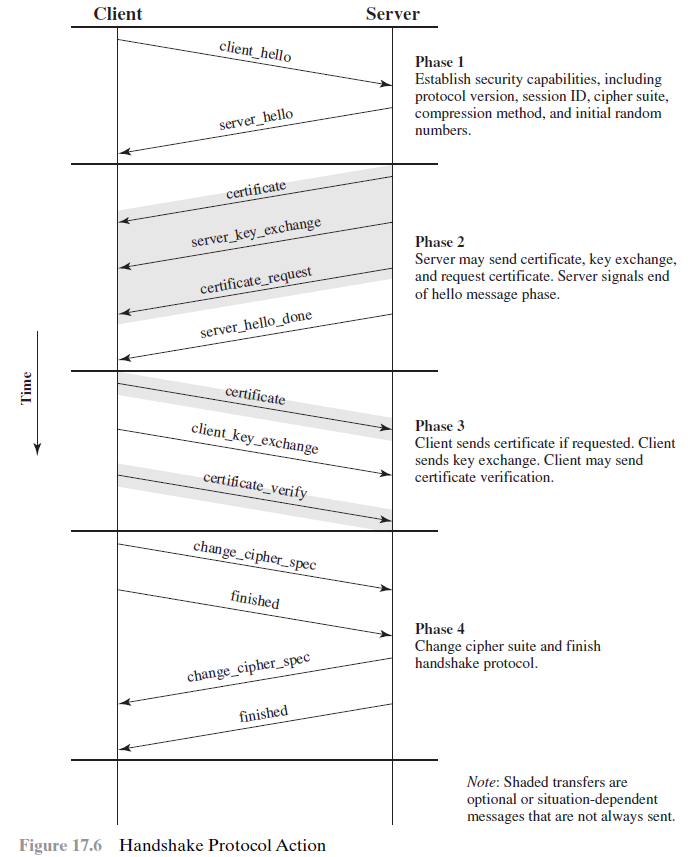 Client
Server
client_hello
server_hello
Phase 1
Establish security capabilities, including
protocol version, session ID, cipher suite,
compression method, and initial random
numbers.
certificate
server_key_exchange
certificate_request
server_hello_done
Phase 2
Server may send certificate, key exchange,
and request certificate. Server signals end
of hello message phase.
Time
certificate
client_key_exchange
certificate_verify
Phase 3
Client sends certificate if requested. Client
sends key exchange. Client may send
certificate verification.
change_cipher_spec
finished
change_cipher_spec
finished
Phase 4
Change cipher suite and finish
handshake protocol.
Note: Shaded transfers are
optional or situation-dependent
messages that are not always sent.
Figure 17.6 Handshake Protocol Action